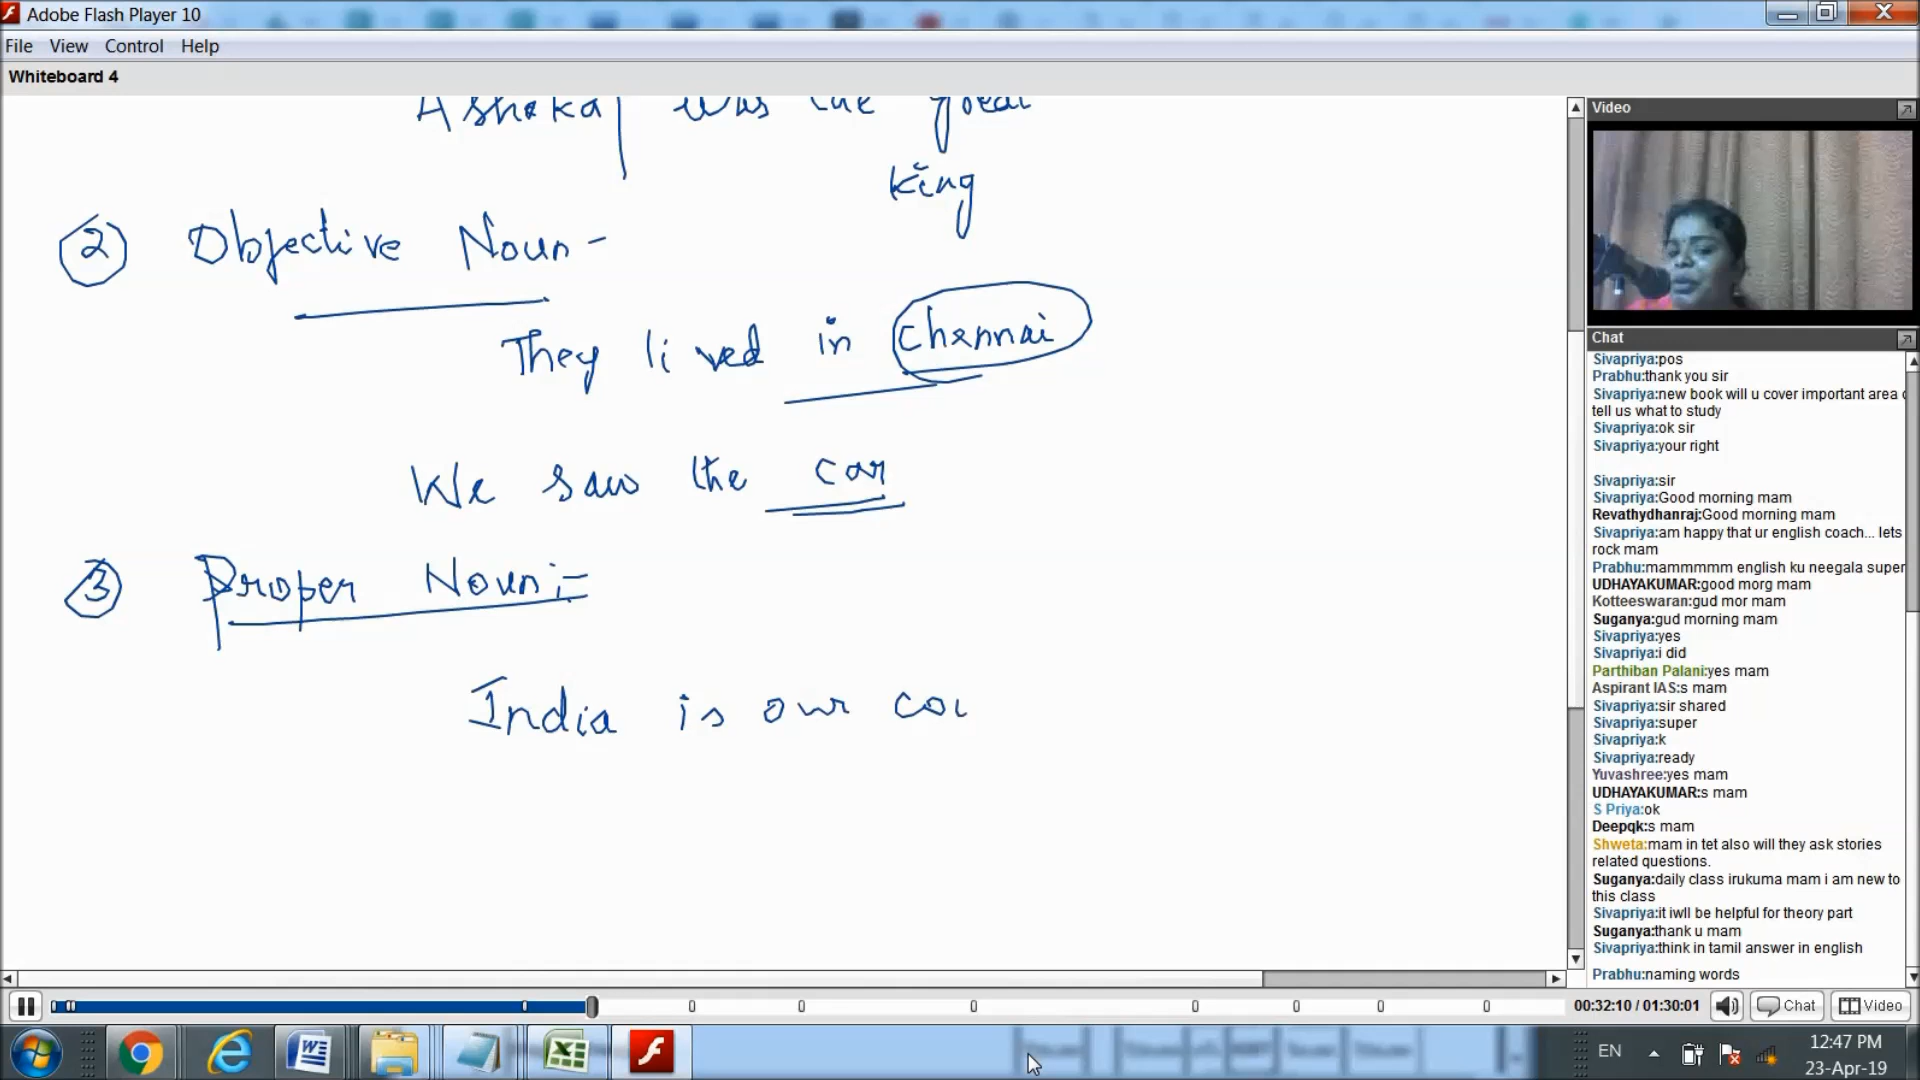 Adobe Flash Player 10
File View Control Help
Whiteboard 4
Ashoka was the great
king
2 Objective Noun-
They lived in Chennai
We saw the car
3 Proper Noun:-
India is our cou
Video
Chat
Sivapriya:pos
Prabhu:thank you sir
Sivapriya:new book will u cover important area
tell us what to study
Sivapriya:ok sir
Sivapriya:your right
Sivapriya:sir
Sivapriya:Good morning mam
Revathydhanraj:Good morning mam
Sivapriya:am happy that ur english coach... lets
rock mam
Prabhu:mammmmm english ku neegala super
UDHAYAKUMAR:good morg mam
Kotteeswaran:gud mor mam
Suganya:gud morning mam
Sivapriya:yes
Sivapriya:i did
Parthiban Palani:yes mam
Aspirant IAS:s mam
Sivapriya:sir shared
Sivapriya:super
Sivapriya:k
Sivapriya:ready
Yuvashree:yes mam
UDHAYAKUMAR:s mam
S Priya:ok
Deepqk:s mam
Shweta:mam in tet also will they ask stories
related questions.
Suganya:daily class irukuma mam i am new to
this class
Sivapriya:it iwll be helpful for theory part
Suganya:thank u mam
Sivapriya:think in tamil answer in english
Prabhu:naming words
00:32:10 / 01:30:01 Chat Video
EN
12:47 PM
23-Apr-19